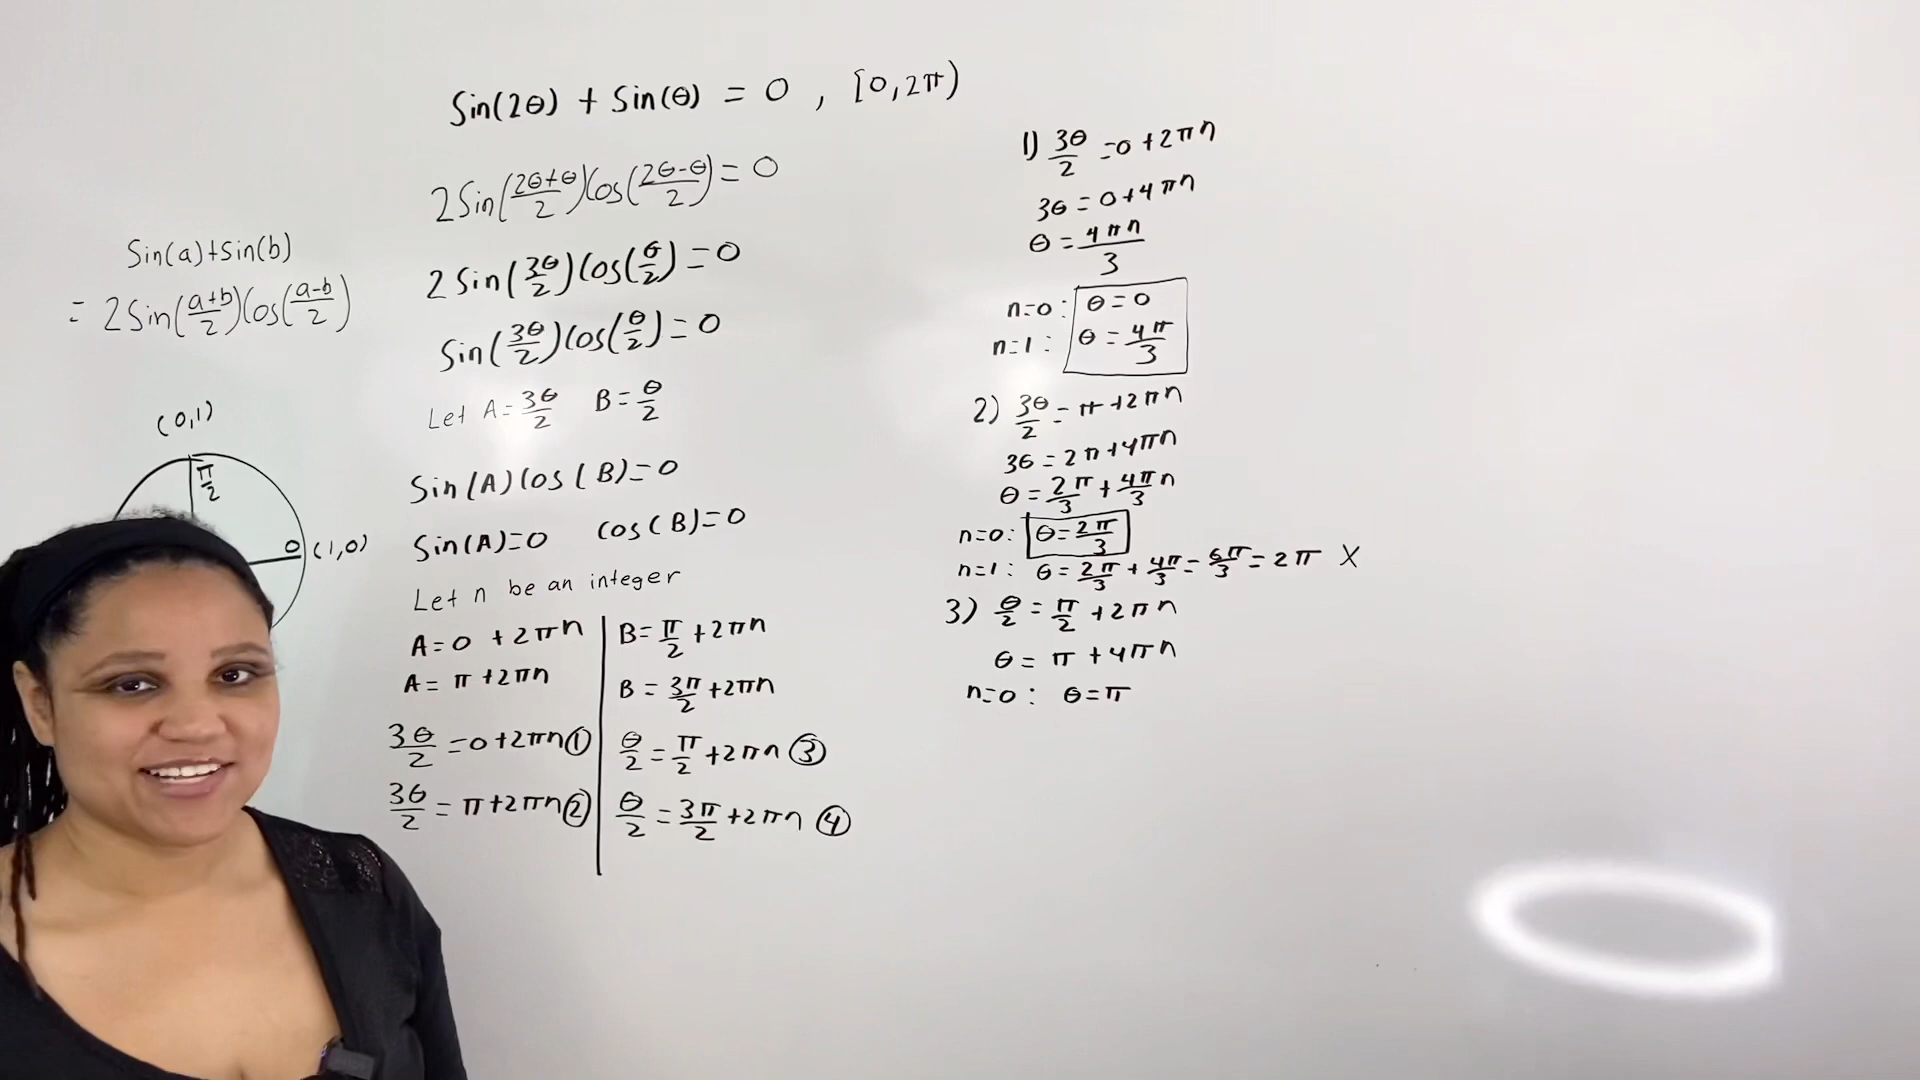 Sin(2θ) + Sin(θ) = 0 , [0,2π)
2Sin((2θ+θ)/2)Cos((2θ-θ)/2) = 0
2Sin(3θ/2)Cos(θ/2) = 0
Sin(3θ/2)Cos(θ/2) = 0
Let A = 3θ/2 B = θ/2
Sin(A)Cos(B) = 0
Sin(A)=0 Cos(B)=0
Let n be an integer
A = 0 + 2πn
A = π + 2πn
3θ/2 = 0 + 2πn ①
3θ/2 = π + 2πn ②
B = π/2 + 2πn
B = 3π/2 + 2πn
θ/2 = π/2 + 2πn ③
θ/2 = 3π/2 + 2πn ④
Sin(a)+Sin(b)
= 2Sin((a+b)/2)Cos((a-b)/2)
(0,1)
π/2
0 (1,0)
1) 3θ/2 = 0 + 2πn
3θ = 0 + 4πn
θ = 4πn/3
n=0 : θ = 0
n=1 : θ = 4π/3
2) 3θ/2 = π + 2πn
3θ = 2π + 4πn
θ = 2π/3 + 4π/3 n
n=0 : θ = 2π/3
n=1 : θ = 2π/3 + 4π/3 = 6π/3 = 2π X
3) θ/2 = π/2 + 2πn
θ = π + 4πn
n=0 : θ = π